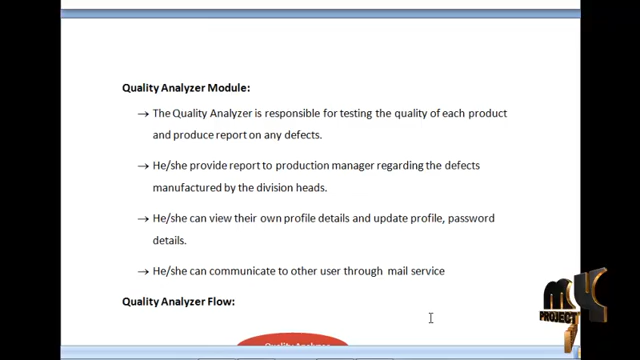 Quality Analyzer Module:
→ The Quality Analyzer is responsible for testing the quality of each product
and produce report on any defects.
→ He/she provide report to production manager regarding the defects
manufactured by the division heads.
→ He/she can view their own profile details and update profile, password
details.
→ He/she can communicate to other user through mail service
Quality Analyzer Flow:
Quality Analyzer
my
PROJECT